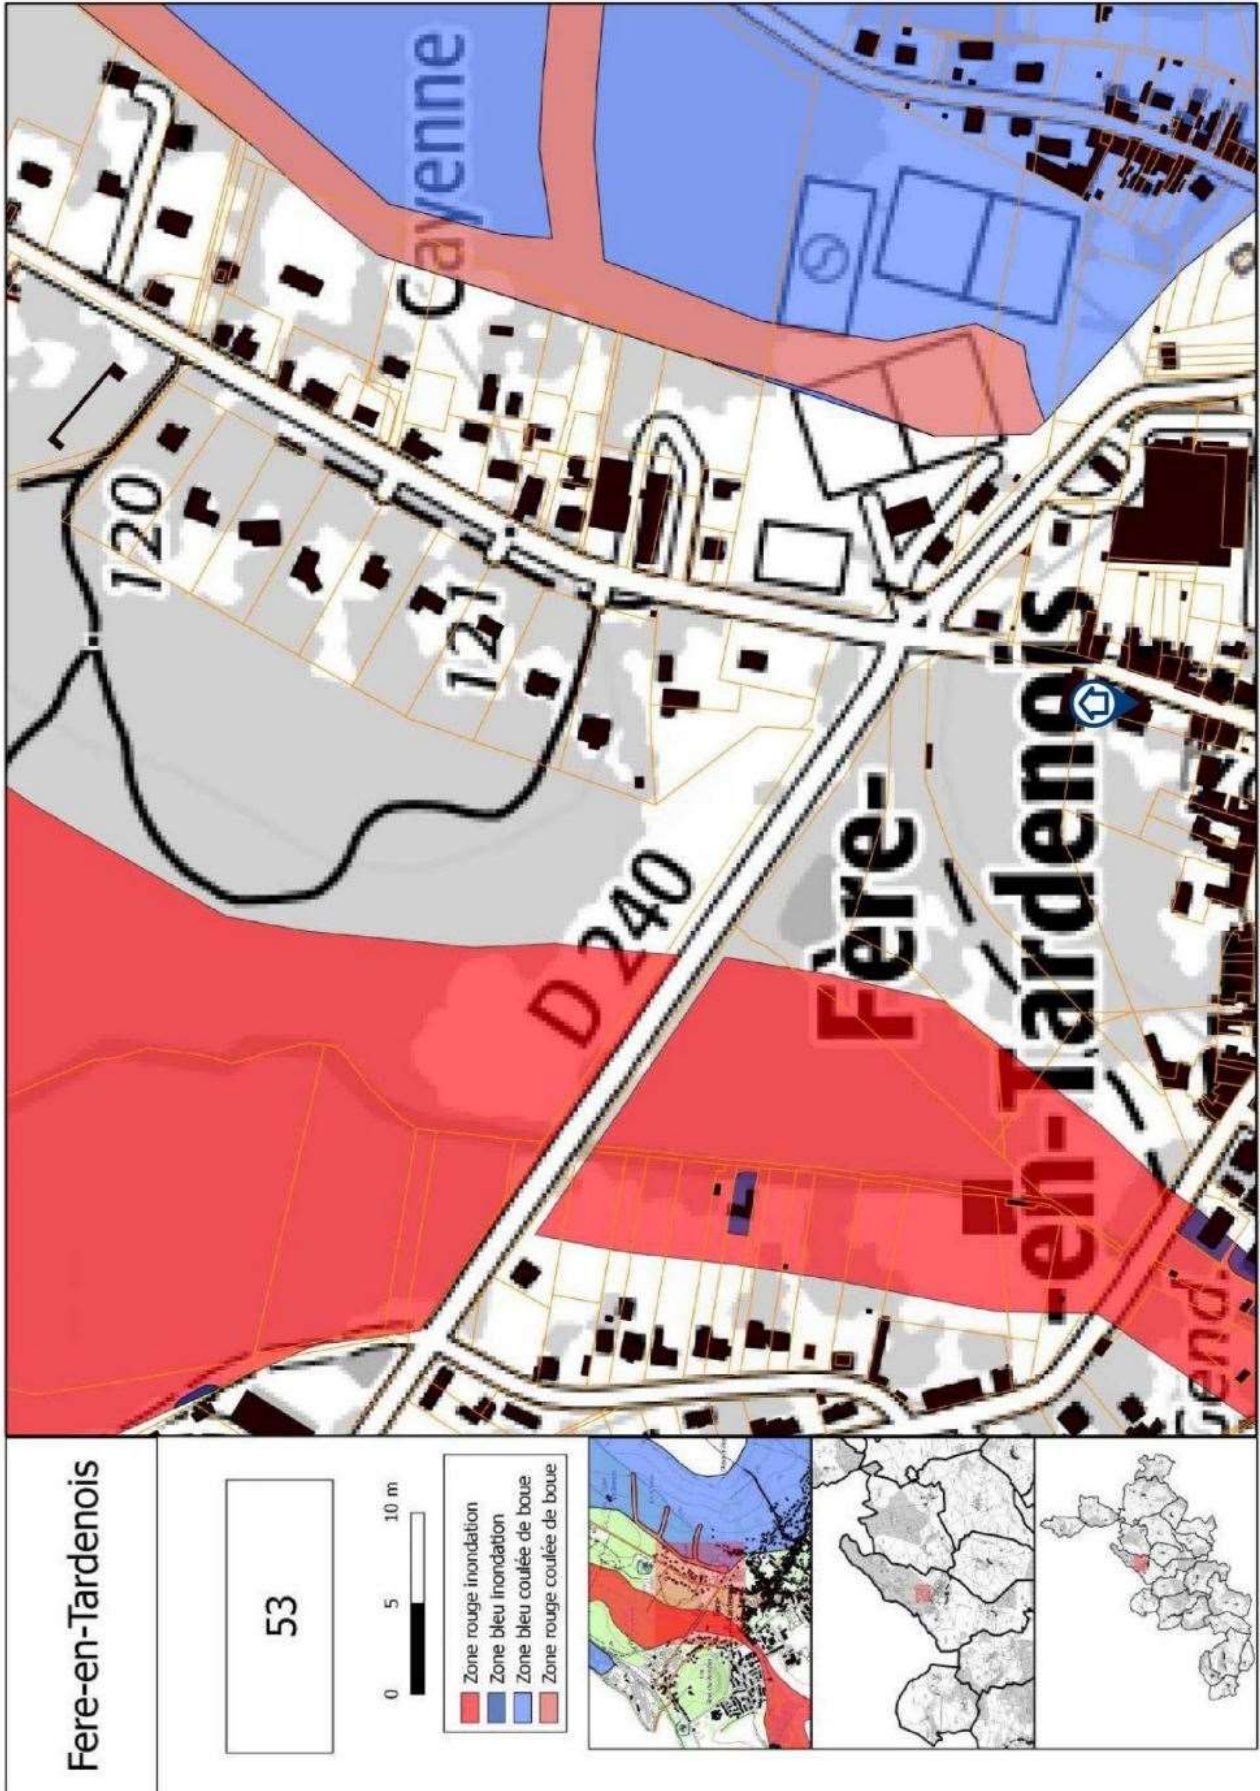 Cayenne
120
121
D 240
Fère-
-en-Tardenois
Gend.
Fere-en-Tardenois
53
0 5 10 m
Zone rouge inondation
Zone bleu inondation
Zone bleu coulée de boue
Zone rouge coulée de boue